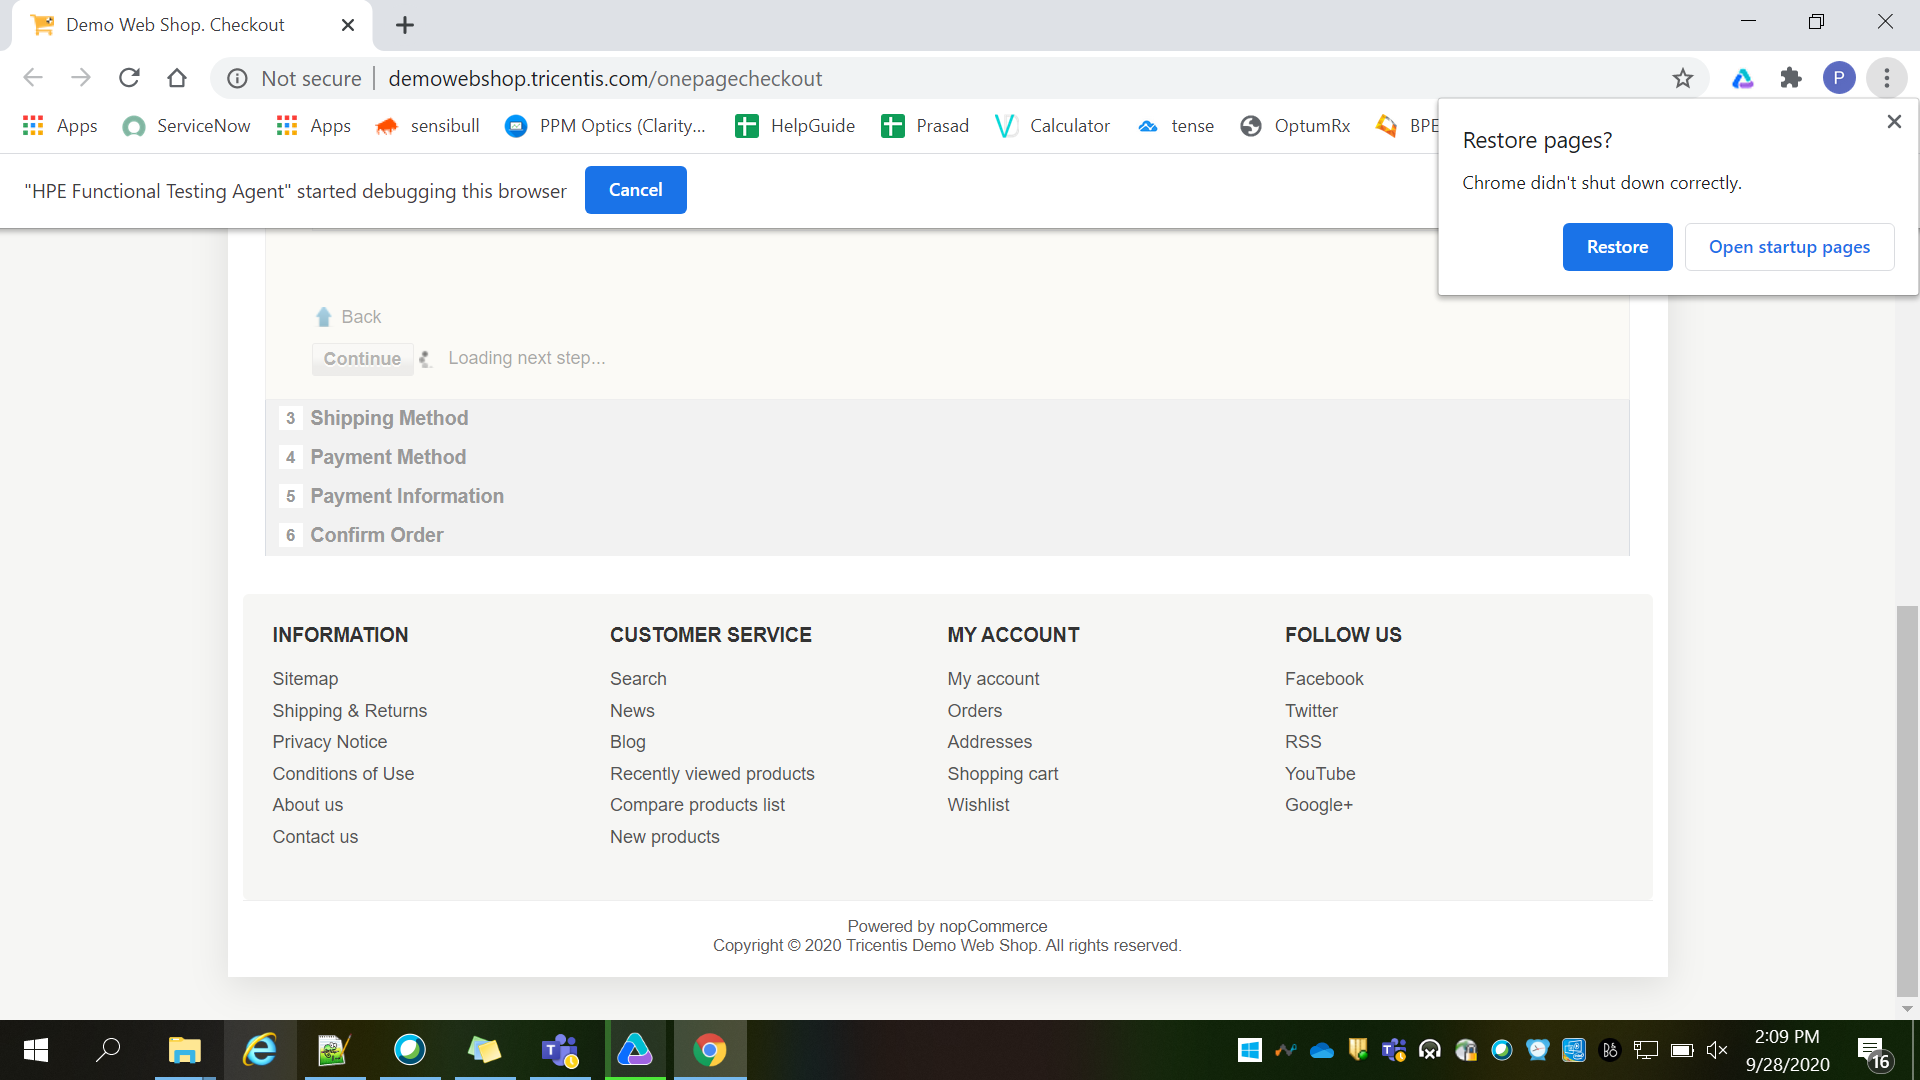 Demo Web Shop. Checkout
Not secure demowebshop.tricentis.com/onepagecheckout
P
Apps ServiceNow Apps sensibull PPM Optics (Clarity... HelpGuide Prasad Calculator tense OptumRx BPE
"HPE Functional Testing Agent" started debugging this browser Cancel
Restore pages?
Chrome didn't shut down correctly.
Restore Open startup pages
Back
Continue Loading next step...
3 Shipping Method
4 Payment Method
5 Payment Information
6 Confirm Order
INFORMATION
Sitemap
Shipping & Returns
Privacy Notice
Conditions of Use
About us
Contact us
CUSTOMER SERVICE
Search
News
Blog
Recently viewed products
Compare products list
New products
MY ACCOUNT
My account
Orders
Addresses
Shopping cart
Wishlist
FOLLOW US
Facebook
Twitter
RSS
YouTube
Google+
Powered by nopCommerce
Copyright © 2020 Tricentis Demo Web Shop. All rights reserved.
2:09 PM
9/28/2020
16